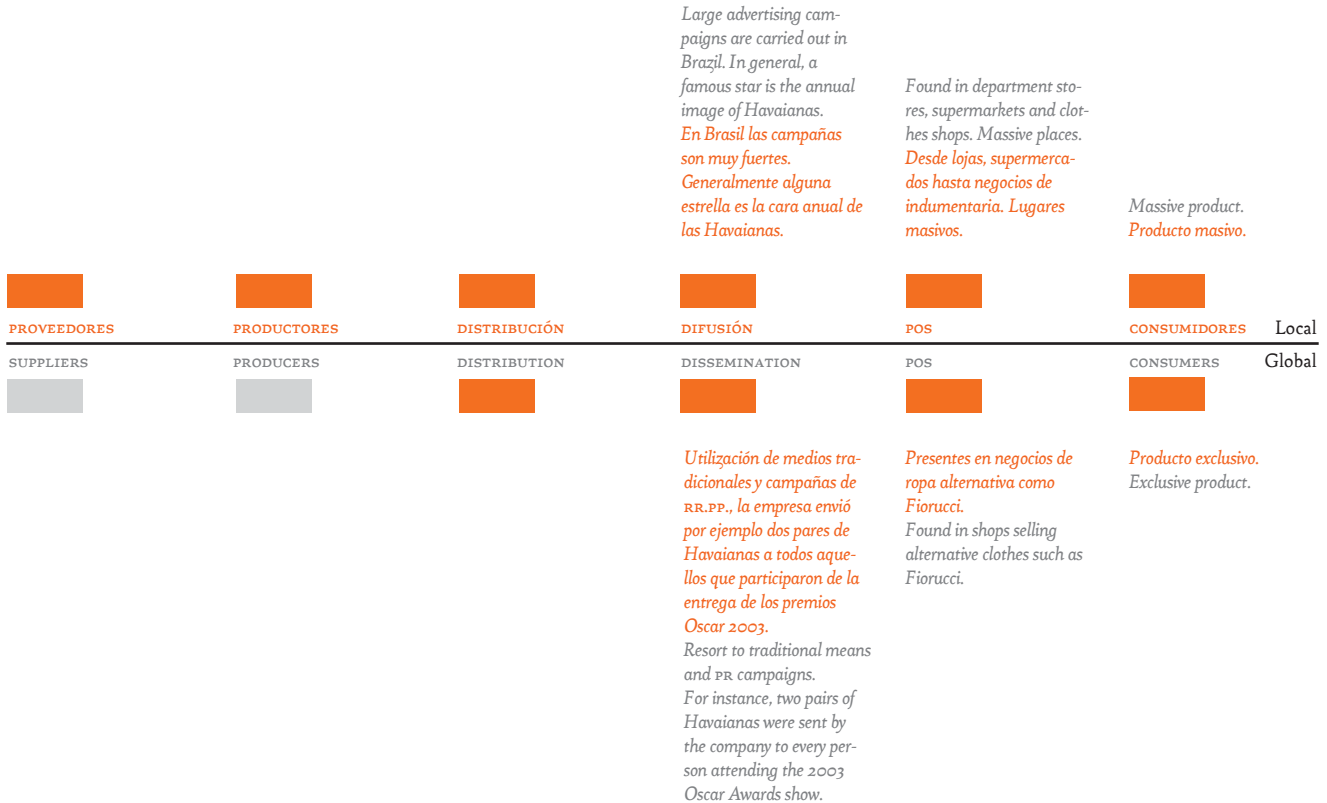 Large advertising cam-
paigns are carried out in
Brazil. In general, a
famous star is the annual
image of Havaianas.
En Brasil las campañas
son muy fuertes.
Generalmente alguna
estrella es la cara anual de
las Havaianas.
Found in department sto-
res, supermarkets and clot-
hes shops. Massive places.
Desde lojas, supermerca-
dos hasta negocios de
indumentaria. Lugares
masivos.
Massive product.
Producto masivo.
PROVEEDORES PRODUCTORES DISTRIBUCIÓN DIFUSIÓN POS CONSUMIDORES Local
SUPPLIERS PRODUCERS DISTRIBUTION DISSEMINATION POS CONSUMERS Global
Utilización de medios tra-
dicionales y campañas de
RR.PP., la empresa envió
por ejemplo dos pares de
Havaianas a todos aque-
llos que participaron de la
entrega de los premios
Oscar 2003.
Resort to traditional means
and PR campaigns.
For instance, two pairs of
Havaianas were sent by
the company to every per-
son attending the 2003
Oscar Awards show.
Presentes en negocios de
ropa alternativa como
Fiorucci.
Found in shops selling
alternative clothes such as
Fiorucci.
Producto exclusivo.
Exclusive product.